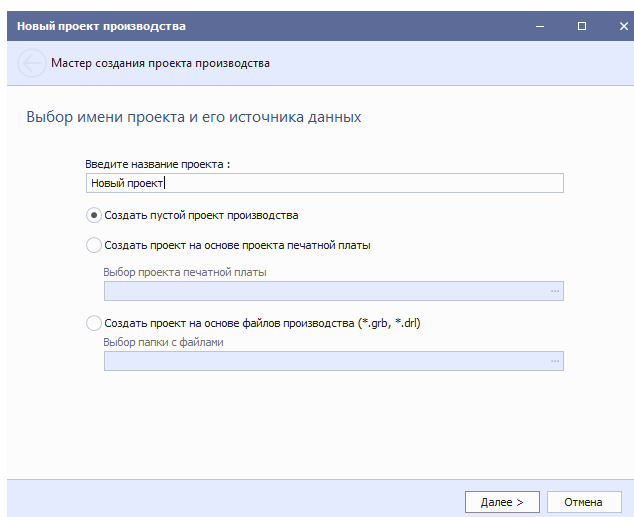 Новый проект производства
Мастер создания проекта производства
Выбор имени проекта и его источника данных
Введите название проекта :
Новый проект
Создать пустой проект производства
Создать проект на основе проекта печатной платы
Выбор проекта печатной платы
...
Создать проект на основе файлов производства (*.grb, *.drl)
Выбор папки с файлами
...
Далее > Отмена